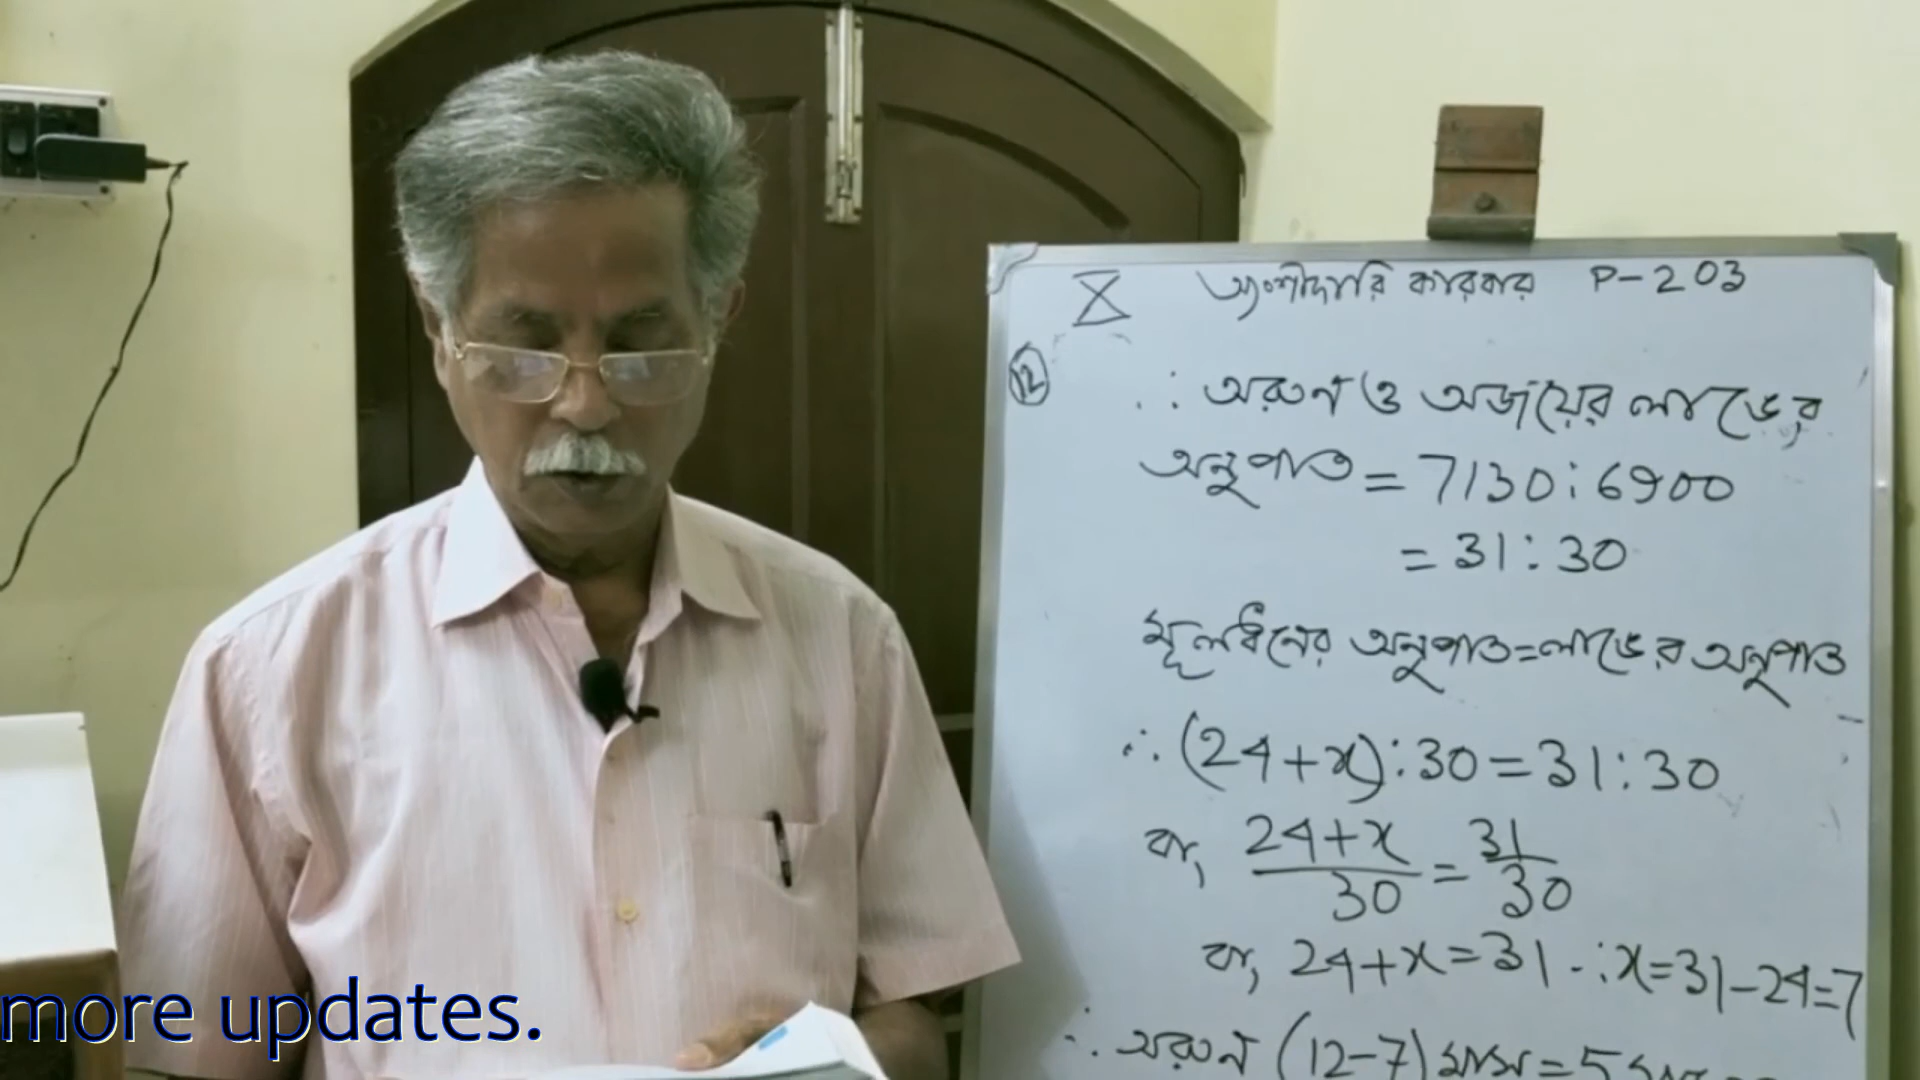 X অংশীদারি কারবার P-203
12
∴ অরুন ও অজয়ের লাভের
অনুপাত = 7130 : 6900
= 31 : 30
মূলধনের অনুপাত = লাভের অনুপাত
∴ (24+x) : 30 = 31 : 30
বা, 24+x/30 = 31/30
বা, 24+x = 31 ∴ x = 31-24 = 7
∴ অরুন (12-7) মাস = 5
more updates.